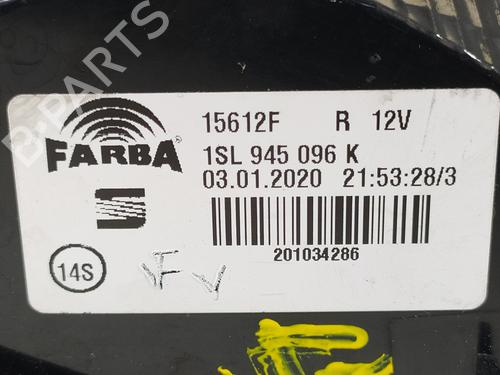 15612F R 12V
FARBA 1SL 945 096 K
03.01.2020 21:53:28/3
S
14S
201034286
B-PARTS